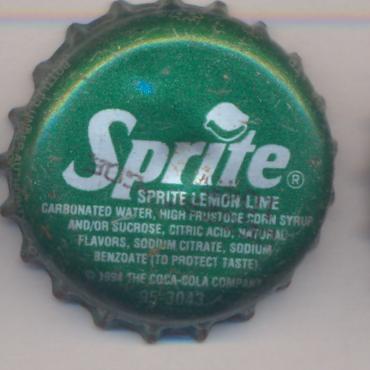 Sprite®
SPRITE LEMON LIME
CARBONATED WATER, HIGH FRUCTOSE CORN SYRUP
AND/OR SUCROSE, CITRIC ACID, NATURAL
FLAVORS, SODIUM CITRATE, SODIUM
BENZOATE (TO PROTECT TASTE)
© 1994 THE COCA-COLA COMPANY
95-3043